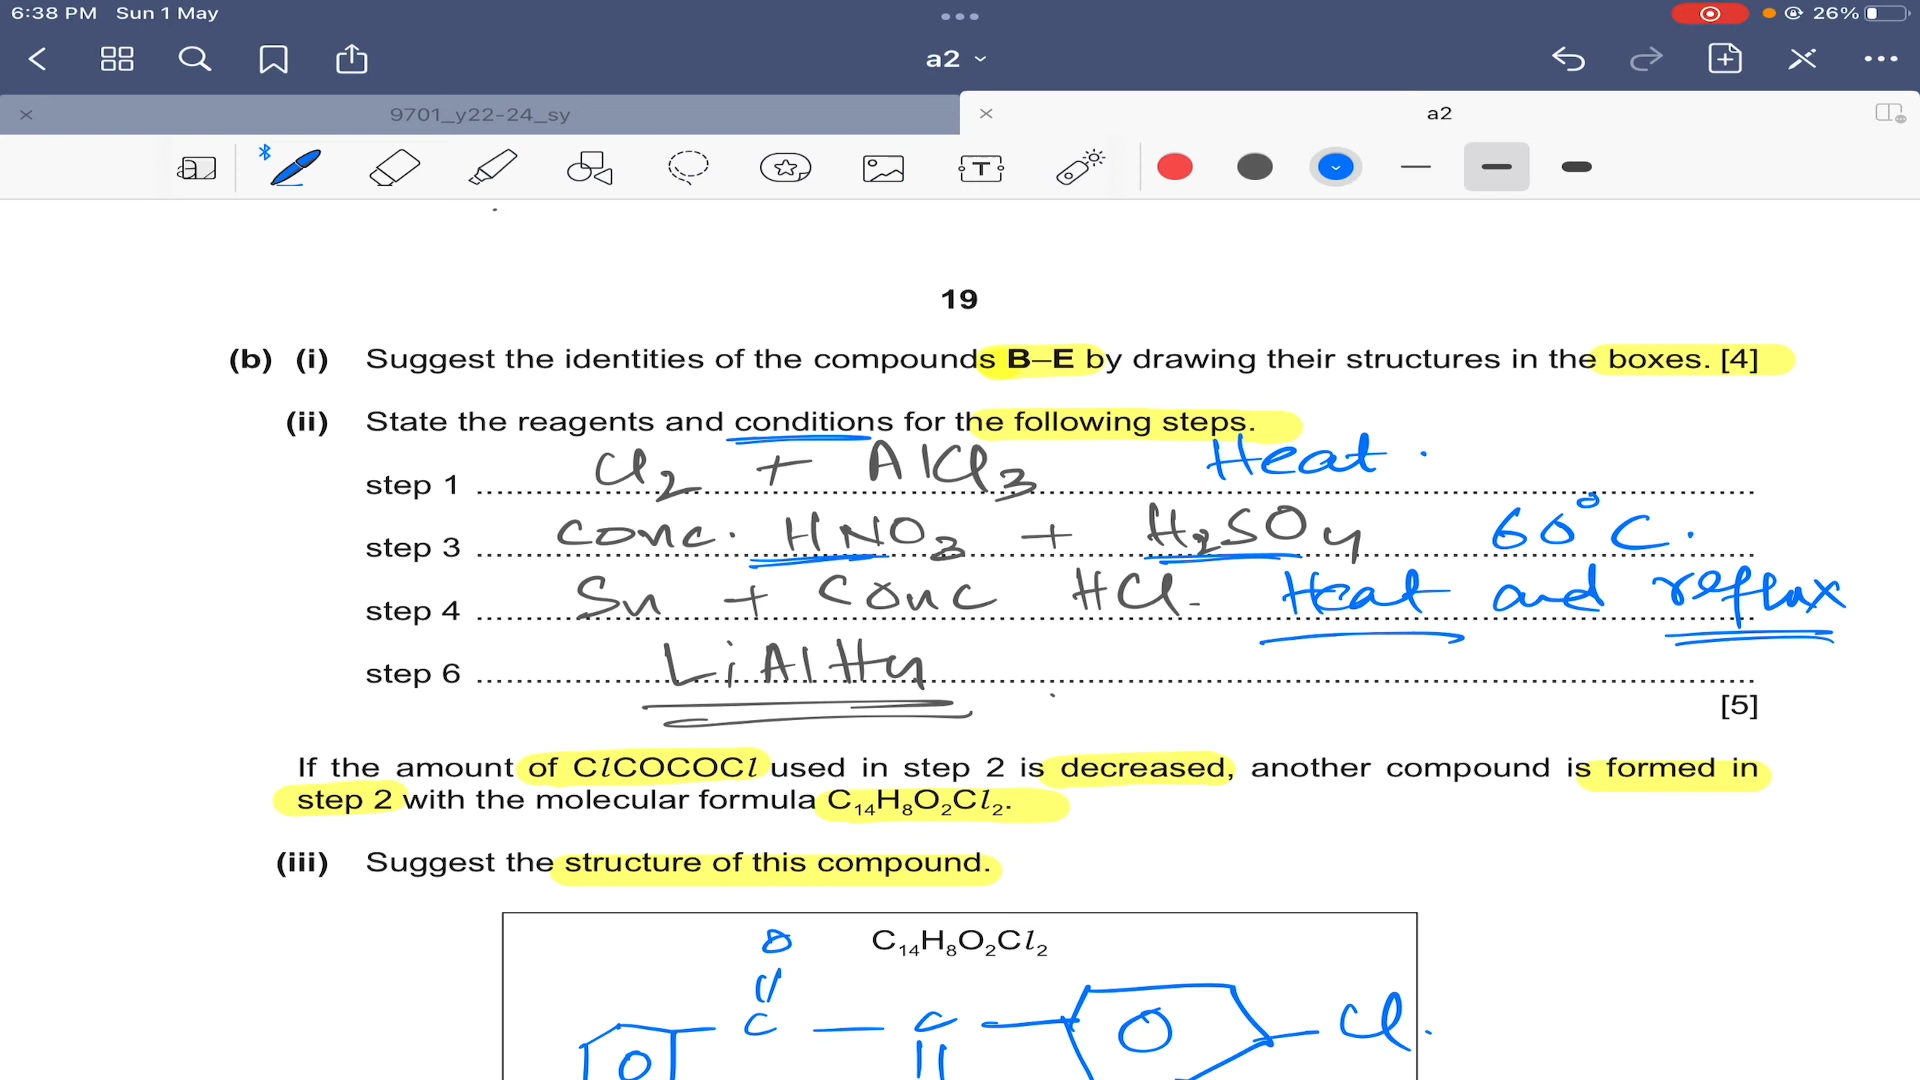 6:38 PM Sun 1 May
26%
a2
9701_y22-24_sy
a2
19
(b) (i) Suggest the identities of the compounds B–E by drawing their structures in the boxes. [4]
(ii) State the reagents and conditions for the following steps.
step 1 Cl₂ + AlCl₃ Heat.
step 3 conc. HNO₃ + H₂SO₄ 60°C.
step 4 Sn + conc HCl. Heat and reflux
step 6 LiAlH₄
[5]
If the amount of ClCOCOCl used in step 2 is decreased, another compound is formed in
step 2 with the molecular formula C₁₄H₈O₂Cl₂.
(iii) Suggest the structure of this compound.
C₁₄H₈O₂Cl₂
O
C — C — Cl.